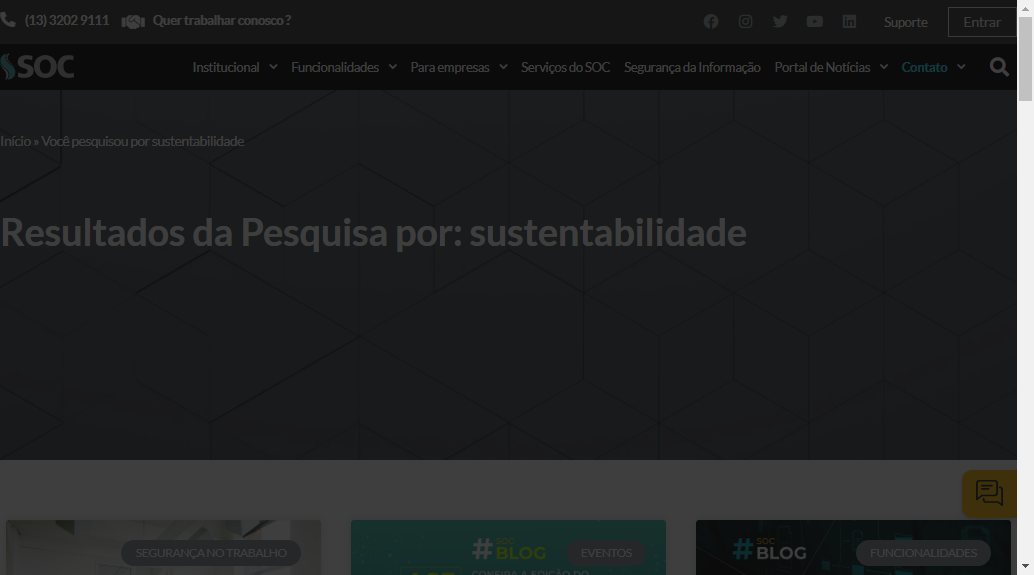 (13) 3202 9111 Quer trabalhar conosco ?
Suporte Entrar
SOC Institucional Funcionalidades Para empresas Serviços do SOC Segurança da Informação Portal de Notícias Contato
Início » Você pesquisou por sustentabilidade
Resultados da Pesquisa por: sustentabilidade
SEGURANÇA NO TRABALHO
# SOC BLOG
EVENTOS
CONFIRA A EDIÇÃO DO
# SOC BLOG
FUNCIONALIDADES